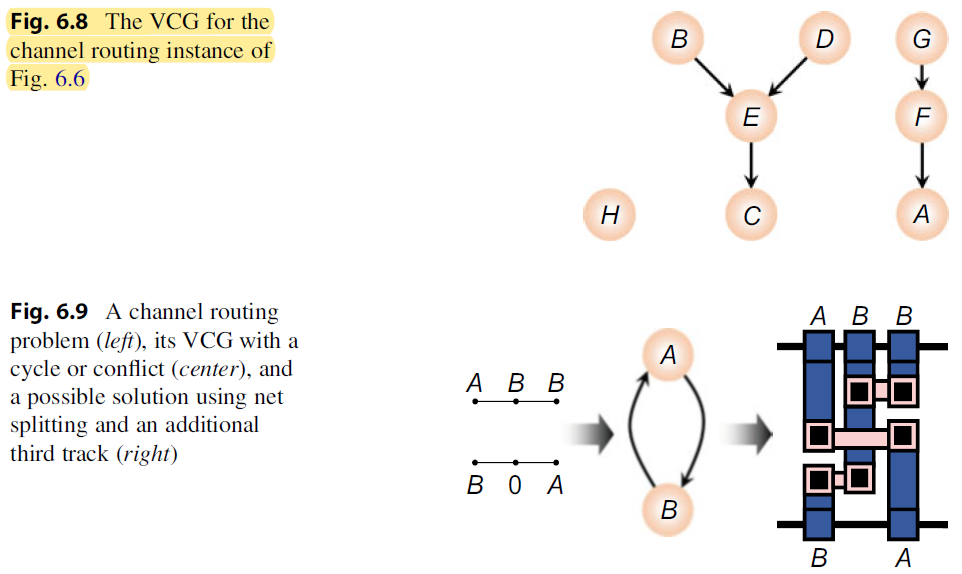 Fig. 6.8 The VCG for the
channel routing instance of
Fig. 6.6
B D G
E F
H C A
Fig. 6.9 A channel routing
problem (left), its VCG with a
cycle or conflict (center), and
a possible solution using net
splitting and an additional
third track (right)
A B B
B 0 A
A
B
A B B
B A